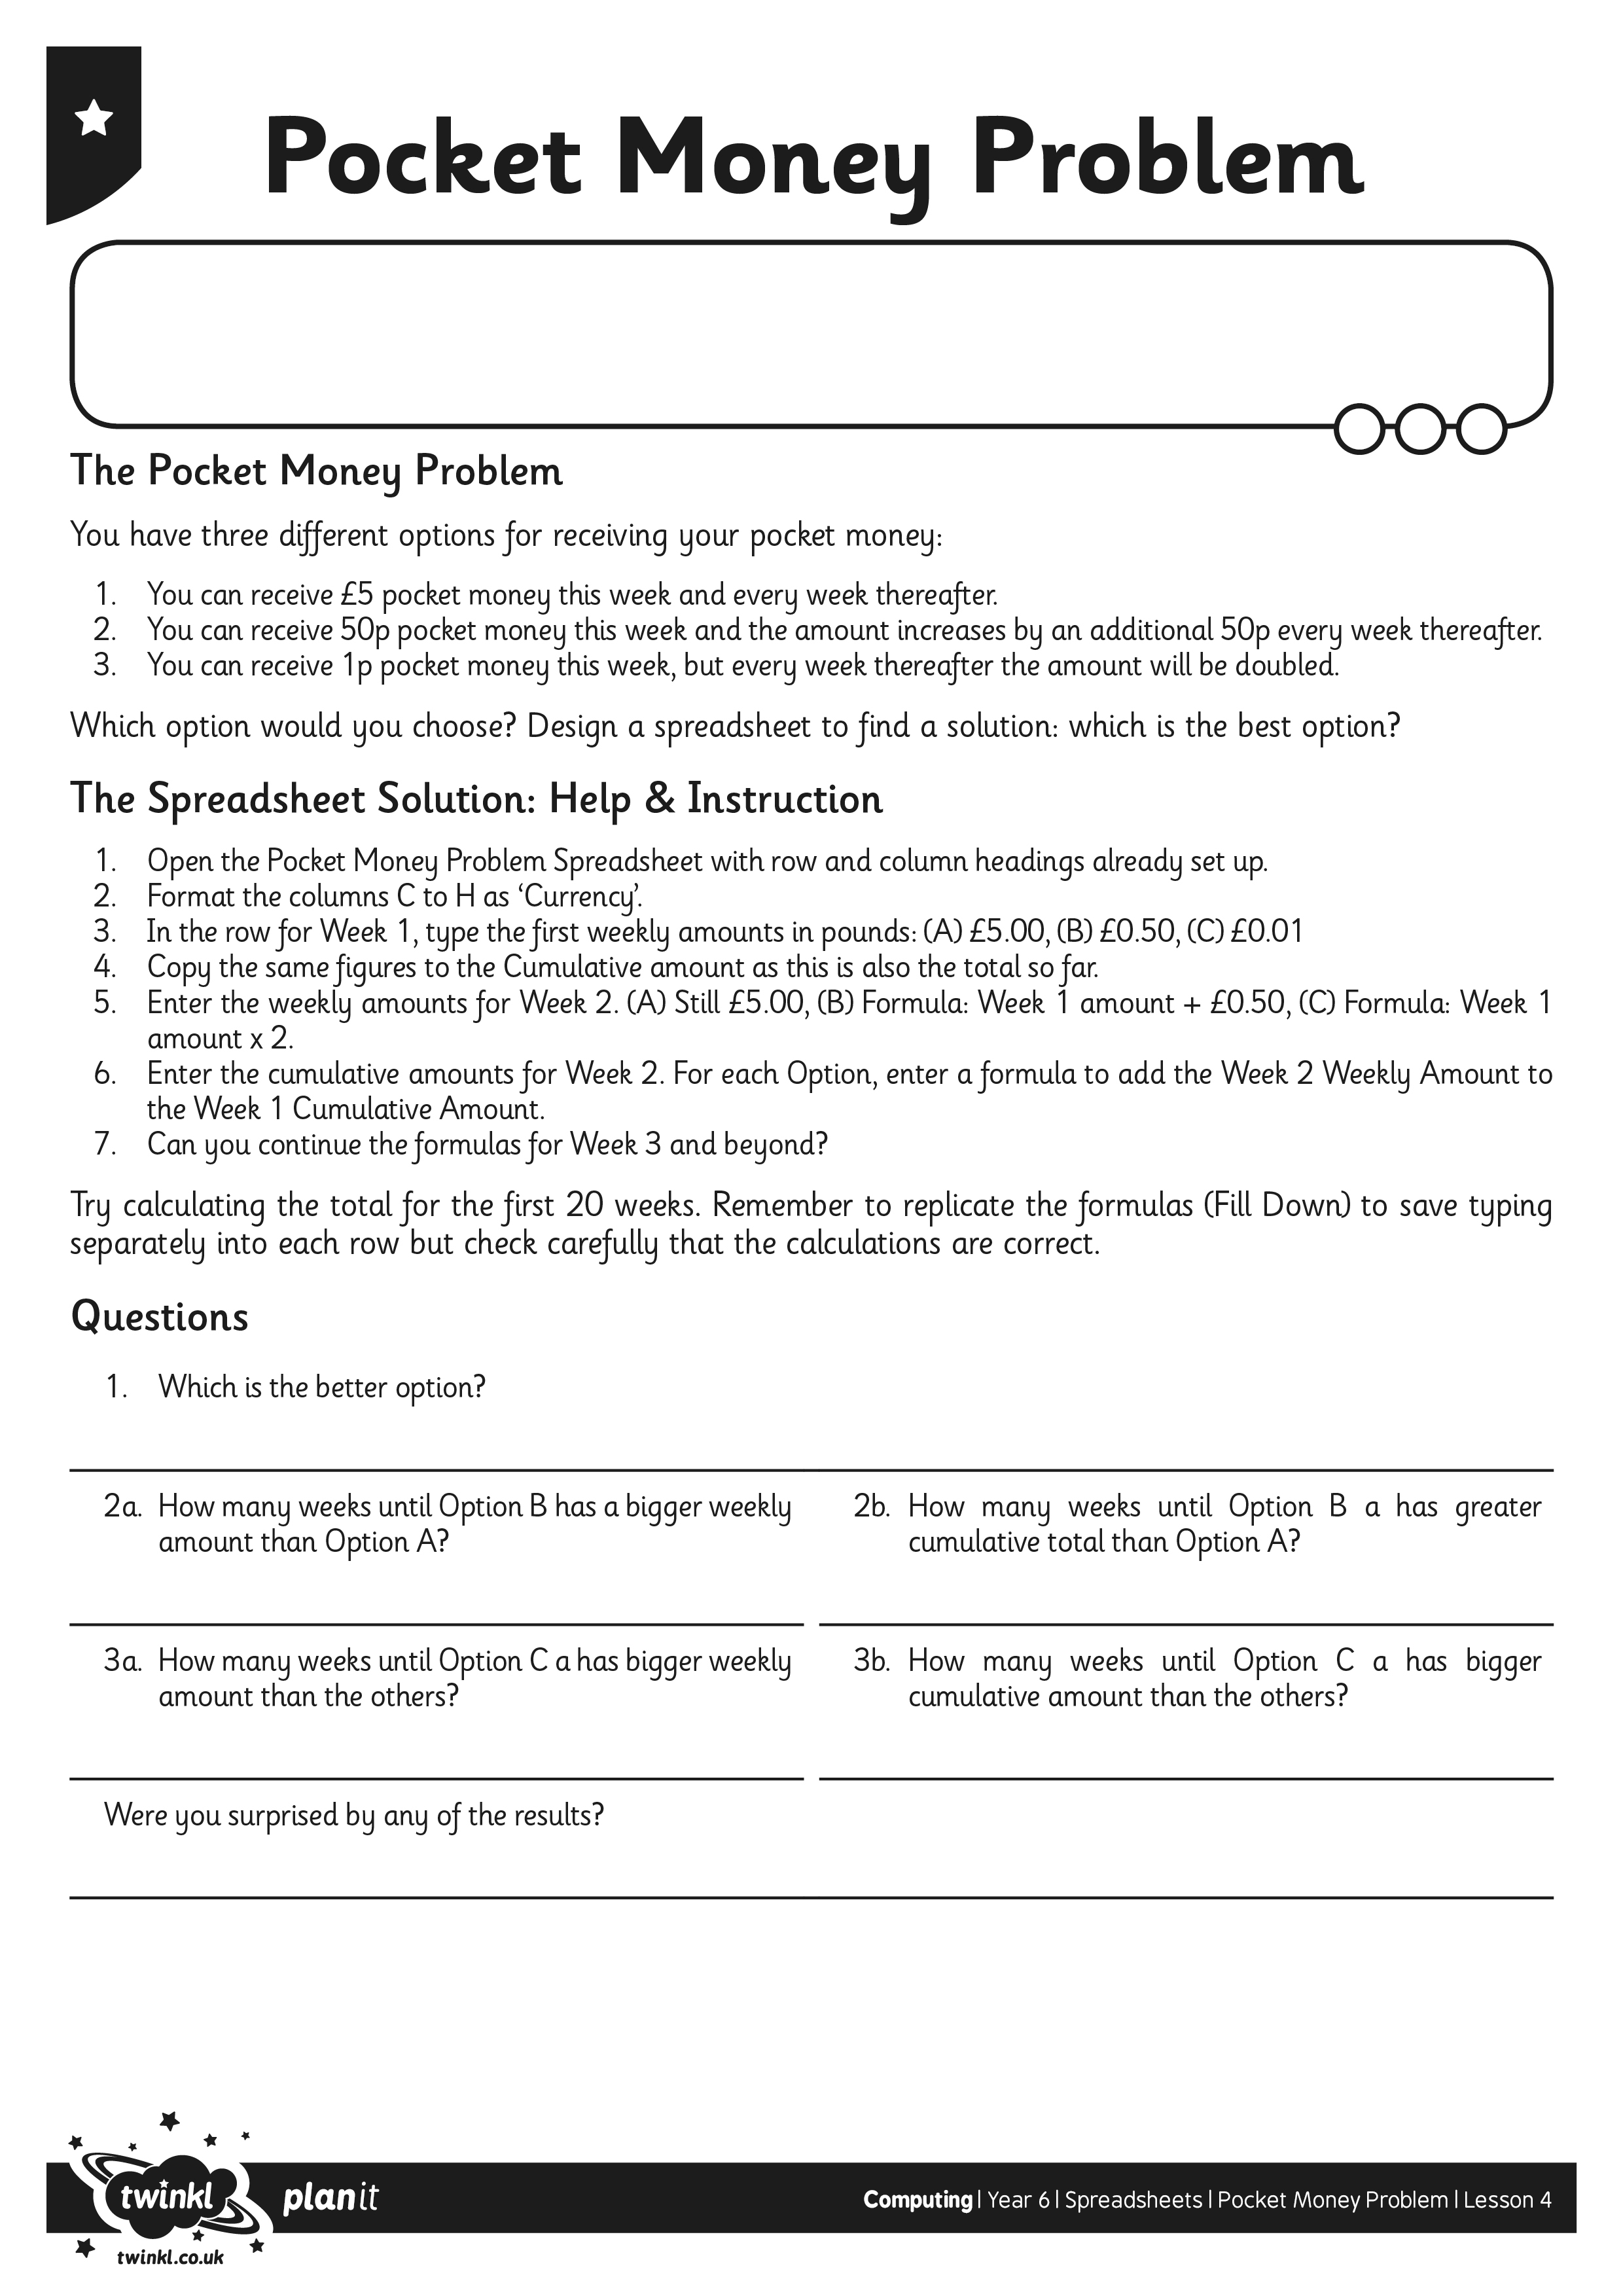 Pocket Money Problem
The Pocket Money Problem
You have three different options for receiving your pocket money:
1. You can receive £5 pocket money this week and every week thereafter.
2. You can receive 50p pocket money this week and the amount increases by an additional 50p every week thereafter.
3. You can receive 1p pocket money this week, but every week thereafter the amount will be doubled.
Which option would you choose? Design a spreadsheet to find a solution: which is the best option?
The Spreadsheet Solution: Help & Instruction
1. Open the Pocket Money Problem Spreadsheet with row and column headings already set up.
2. Format the columns C to H as ‘Currency’.
3. In the row for Week 1, type the first weekly amounts in pounds: (A) £5.00, (B) £0.50, (C) £0.01
4. Copy the same figures to the Cumulative amount as this is also the total so far.
5. Enter the weekly amounts for Week 2. (A) Still £5.00, (B) Formula: Week 1 amount + £0.50, (C) Formula: Week 1
amount x 2.
6. Enter the cumulative amounts for Week 2. For each Option, enter a formula to add the Week 2 Weekly Amount to
the Week 1 Cumulative Amount.
7. Can you continue the formulas for Week 3 and beyond?
Try calculating the total for the first 20 weeks. Remember to replicate the formulas (Fill Down) to save typing
separately into each row but check carefully that the calculations are correct.
Questions
1. Which is the better option?
2a. How many weeks until Option B has a bigger weekly
amount than Option A?
2b. How many weeks until Option B a has greater
cumulative total than Option A?
3a. How many weeks until Option C a has bigger weekly
amount than the others?
3b. How many weeks until Option C a has bigger
cumulative amount than the others?
Were you surprised by any of the results?
twinkl
planit
twinkl.co.uk
Computing | Year 6 | Spreadsheets | Pocket Money Problem | Lesson 4